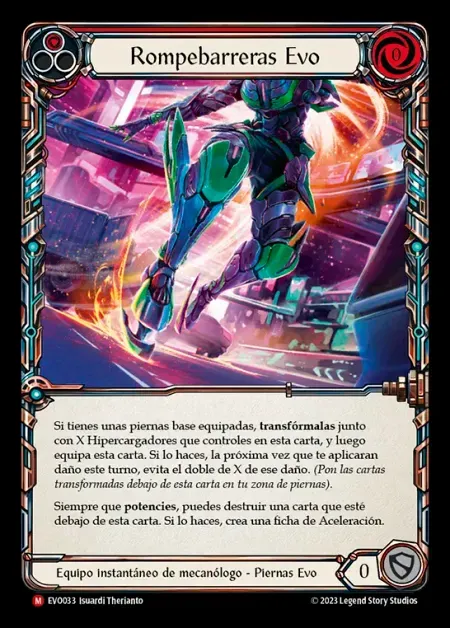 Rompebarreras Evo
0
Si tienes unas piernas base equipadas, transfórmalas junto
con X Hipercargadores que controles en esta carta, y luego
equipa esta carta. Si lo haces, la próxima vez que te aplicaran
daño este turno, evita el doble de X de ese daño. (Pon las cartas
transformadas debajo de esta carta en tu zona de piernas).
Siempre que potencies, puedes destruir una carta que esté
debajo de esta carta. Si lo haces, crea una ficha de Aceleración.
Equipo instantáneo de mecanólogo - Piernas Evo
0
M EVO033 Isuardi Therianto
© 2023 Legend Story Studios